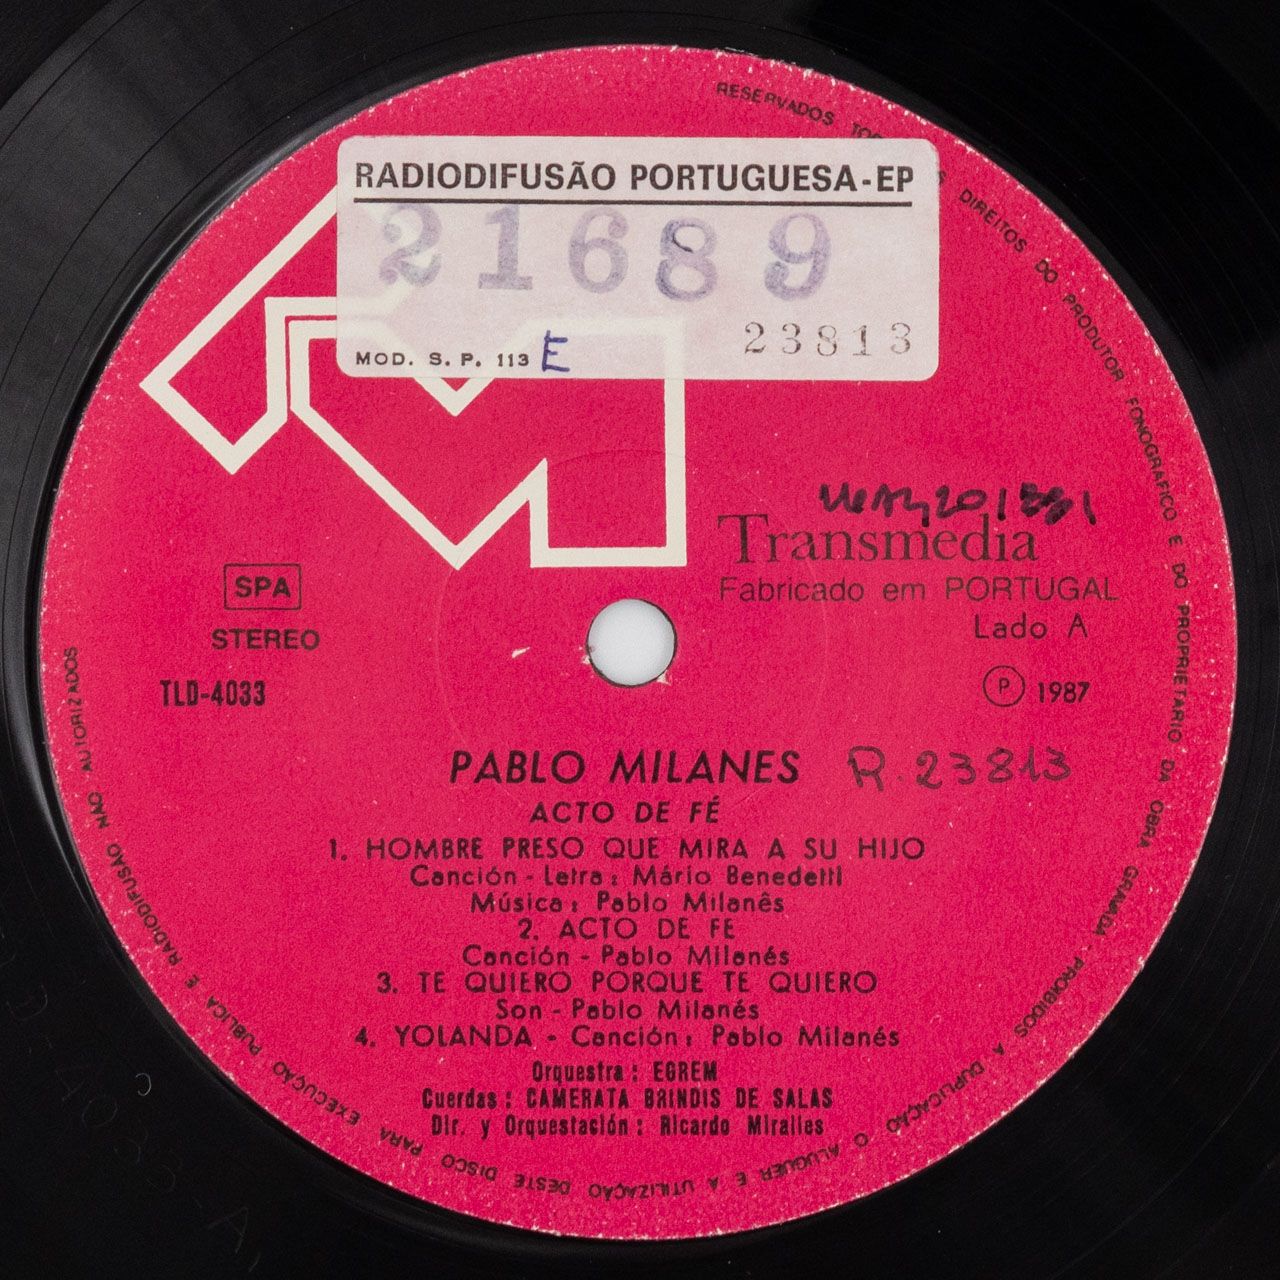 RADIODIFUSÃO PORTUGUESA-EP
21689
23813
MOD. S. P. 113 E
Transmedia
Fabricado em PORTUGAL
Lado A
SPA
STEREO
TLD-4033
℗ 1987
PABLO MILANES
R. 23813
ACTO DE FÉ
1. HOMBRE PRESO QUE MIRA A SU HIJO
Canción - Letra: Mário Benedetti
Música: Pablo Milanês
2. ACTO DE FE
Canción - Pablo Milanés
3. TE QUIERO PORQUE TE QUIERO
Son - Pablo Milanés
4. YOLANDA - Canción: Pablo Milanés
Orquestra: EGREM
Cuerdas: CAMERATA BRINDIS DE SALAS
Dir. y Orquestación: Ricardo Miralles
RESERVADOS DIREITOS DO PRODUTOR FONOGRAFICO E DO PROPRIETARIO DA OBRA GRAVADA - PROIBIDOS A DUPLICAÇÃO O ALUGUER E A UTILIZAÇÃO DESTE DISCO PARA EXECUÇÃO PUBLICA E RADIODIFUSÃO NÃO AUTORIZADOS